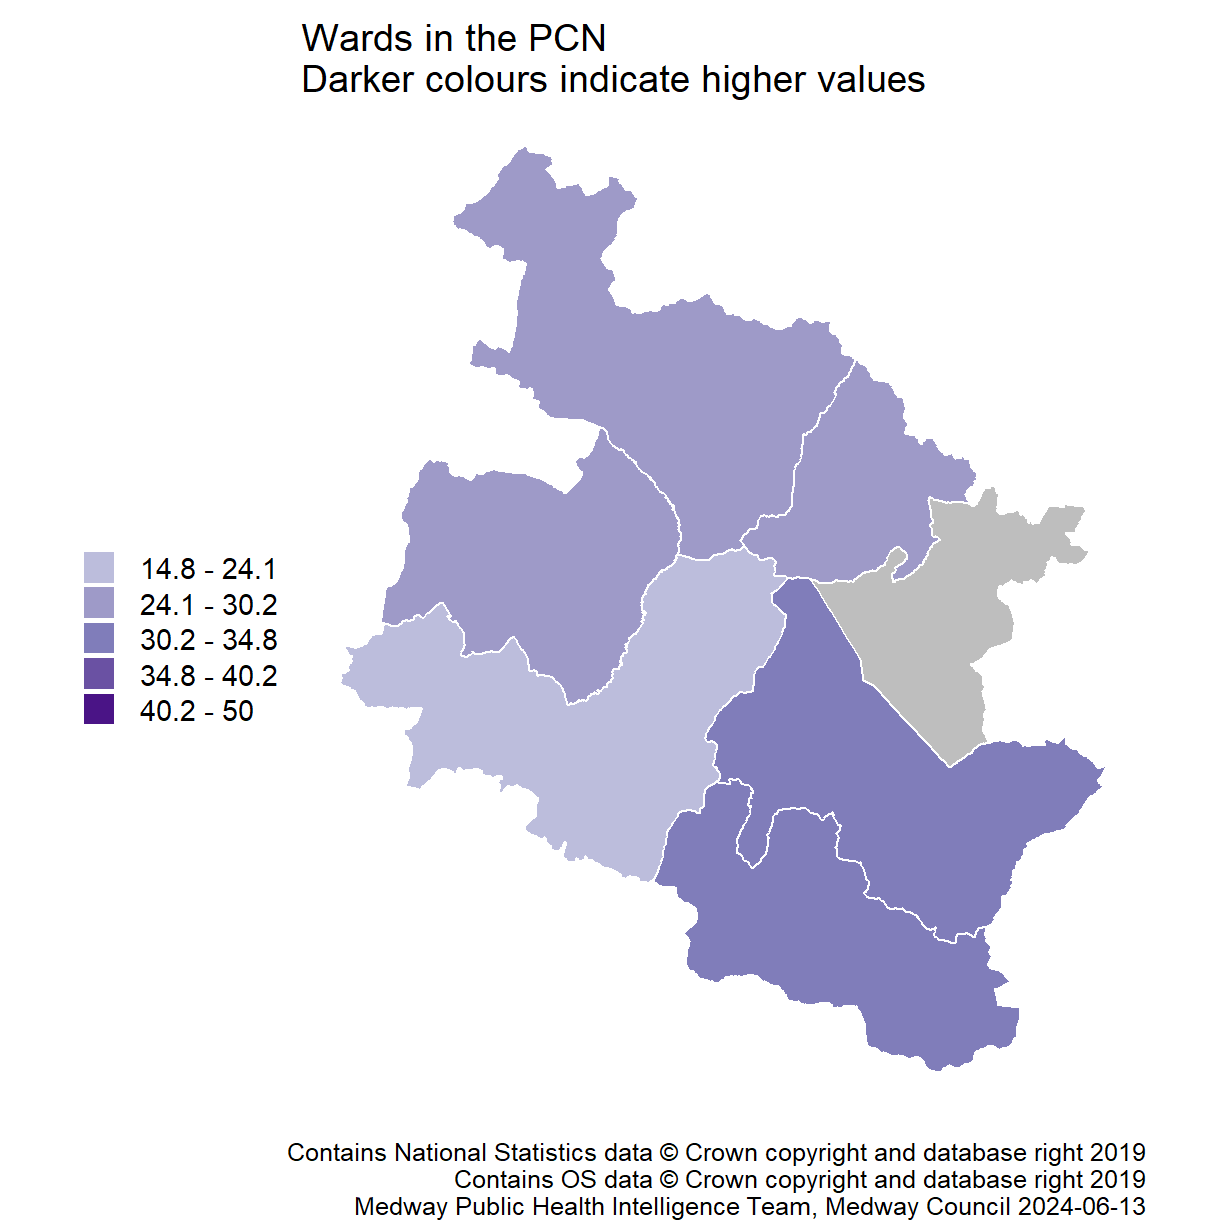 Wards in the PCN
Darker colours indicate higher values
14.8 - 24.1
24.1 - 30.2
30.2 - 34.8
34.8 - 40.2
40.2 - 50
Contains National Statistics data © Crown copyright and database right 2019
Contains OS data © Crown copyright and database right 2019
Medway Public Health Intelligence Team, Medway Council 2024-06-13